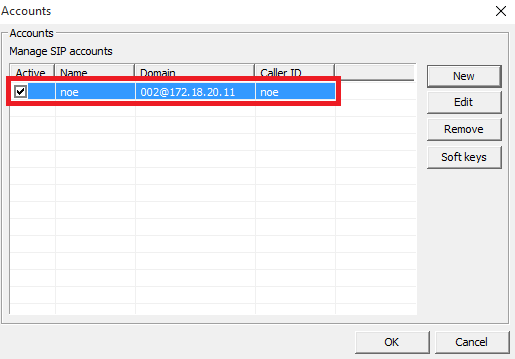 Accounts
Accounts
Manage SIP accounts
Active Name Domain Caller ID
noe 002@172.18.20.11 noe
New
Edit
Remove
Soft keys
OK Cancel